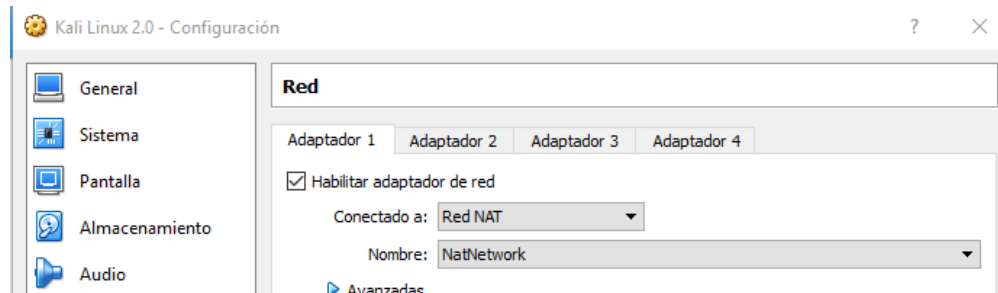 Kali Linux 2.0 - Configuración ?
General
Sistema
Pantalla
Almacenamiento
Audio
Red
Adaptador 1 Adaptador 2 Adaptador 3 Adaptador 4
Habilitar adaptador de red
Conectado a: Red NAT
Nombre: NatNetwork
Avanzadas